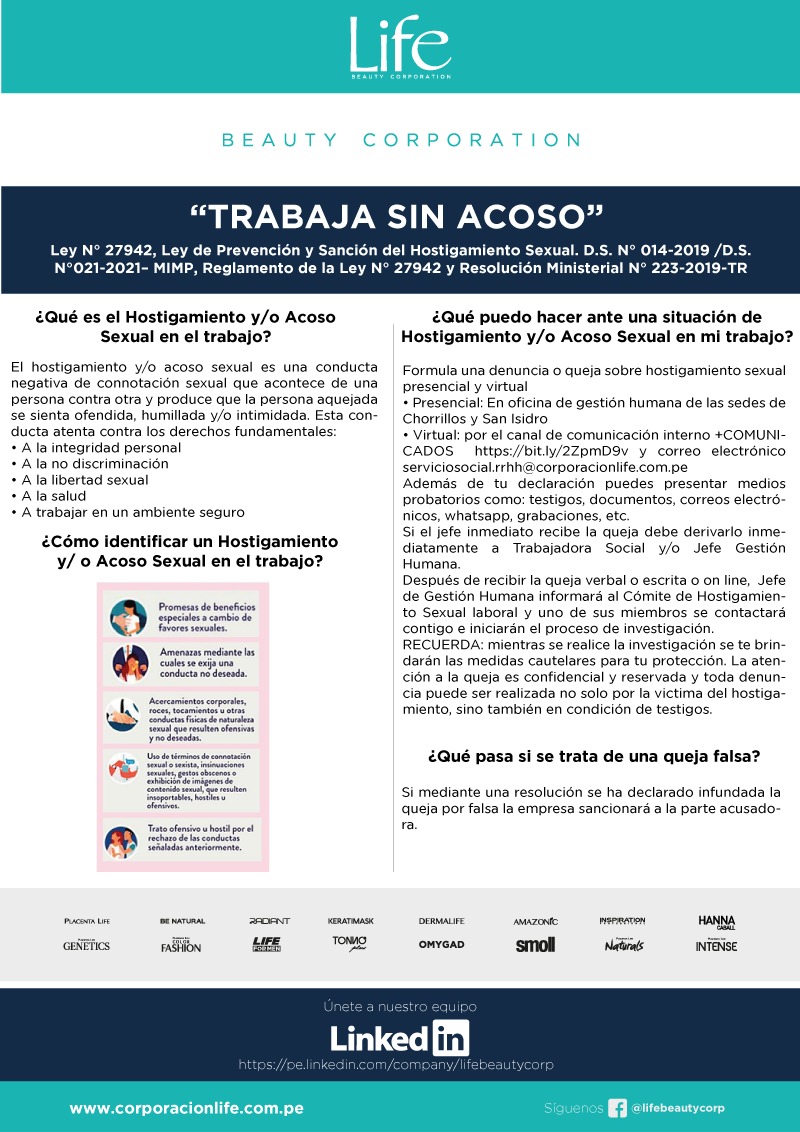 Life
BEAUTY CORPORATION
BEAUTY CORPORATION
“TRABAJA SIN ACOSO”
Ley N° 27942, Ley de Prevención y Sanción del Hostigamiento Sexual. D.S. N° 014-2019 /D.S.
N°021-2021– MIMP, Reglamento de la Ley N° 27942 y Resolución Ministerial N° 223-2019-TR
¿Qué es el Hostigamiento y/o Acoso
Sexual en el trabajo?
El hostigamiento y/o acoso sexual es una conducta
negativa de connotación sexual que acontece de una
persona contra otra y produce que la persona aquejada
se sienta ofendida, humillada y/o intimidada. Esta con-
ducta atenta contra los derechos fundamentales:
• A la integridad personal
• A la no discriminación
• A la libertad sexual
• A la salud
• A trabajar en un ambiente seguro
¿Cómo identificar un Hostigamiento
y/ o Acoso Sexual en el trabajo?
Promesas de beneficios
especiales a cambio de
favores sexuales.
Amenazas mediante las
cuales se exija una
conducta no deseada.
Acercamientos corporales,
roces, tocamientos u otras
conductas físicas de naturaleza
sexual que resulten ofensivas
y no deseadas.
Uso de términos de connotación
sexual o sexista, insinuaciones
sexuales, gestos obscenos o
exhibición de imágenes de
contenido sexual, que resulten
insoportables, hostiles u
ofensivos.
Trato ofensivo u hostil por el
rechazo de las conductas
señaladas anteriormente.
¿Qué puedo hacer ante una situación de
Hostigamiento y/o Acoso Sexual en mi trabajo?
Formula una denuncia o queja sobre hostigamiento sexual
presencial y virtual
• Presencial: En oficina de gestión humana de las sedes de
Chorrillos y San Isidro
• Virtual: por el canal de comunicación interno +COMUNI-
CADOS https://bit.ly/2ZpmD9v y correo electrónico
serviciosocial.rrhh@corporacionlife.com.pe
Además de tu declaración puedes presentar medios
probatorios como: testigos, documentos, correos electró-
nicos, whatsapp, grabaciones, etc.
Si el jefe inmediato recibe la queja debe derivarlo inme-
diatamente a Trabajadora Social y/o Jefe Gestión
Humana.
Después de recibir la queja verbal o escrita o on line, Jefe
de Gestión Humana informará al Cómite de Hostigamien-
to Sexual laboral y uno de sus miembros se contactará
contigo e iniciarán el proceso de investigación.
RECUERDA: mientras se realice la investigación se te brin-
darán las medidas cautelares para tu protección. La aten-
ción a la queja es confidencial y reservada y toda denun-
cia puede ser realizada no solo por la victima del hostiga-
miento, sino también en condición de testigos.
¿Qué pasa si se trata de una queja falsa?
Si mediante una resolución se ha declarado infundada la
queja por falsa la empresa sancionará a la parte acusado-
ra.
PLACENTA LIFE BE NATURAL RADIANT KERATIMASK DERMALIFE AMAZONIC INSPIRATION HANNA CABALL
GENETICS COLOR FASHION LIFE FOR MEN TONNO plus OMYGAD smoll Naturals INTENSE
Únete a nuestro equipo
Linked in
https://pe.linkedin.com/company/lifebeautycorp
www.corporacionlife.com.pe
Síguenos f @lifebeautycorp